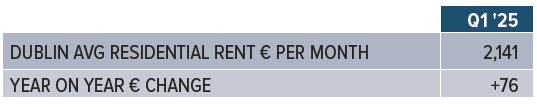 Q1 '25
DUBLIN AVG RESIDENTIAL RENT € PER MONTH 2,141
YEAR ON YEAR € CHANGE +76